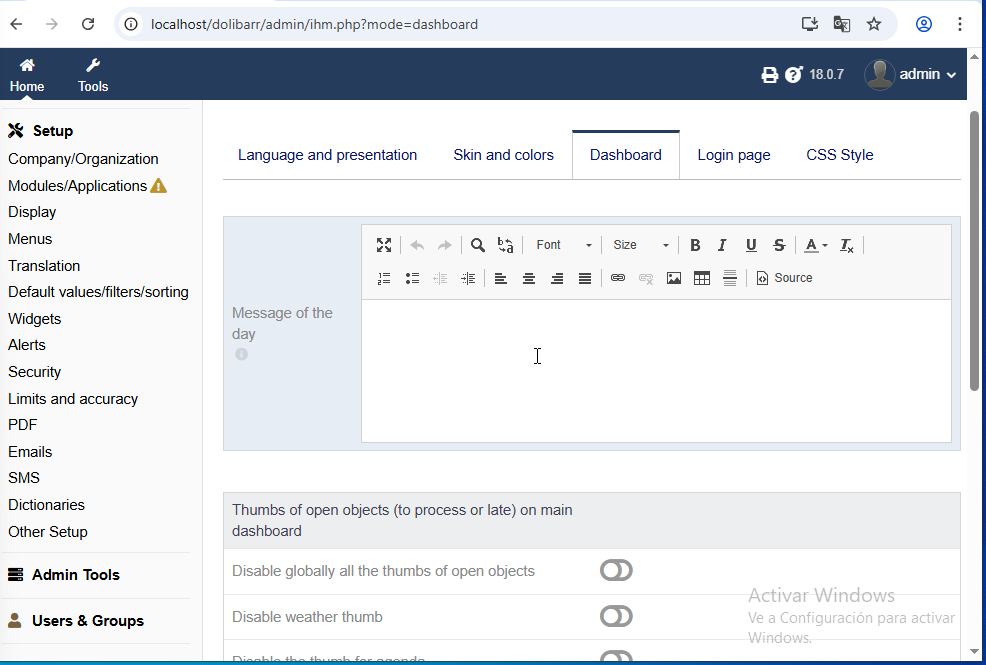 localhost/dolibarr/admin/ihm.php?mode=dashboard
Home
Tools
18.0.7
admin
Setup
Company/Organization
Modules/Applications
Display
Menus
Translation
Default values/filters/sorting
Widgets
Alerts
Security
Limits and accuracy
PDF
Emails
SMS
Dictionaries
Other Setup
Admin Tools
Users & Groups
Language and presentation
Skin and colors
Dashboard
Login page
CSS Style
Font
Size
B I U S A
Source
Message of the
day
Thumbs of open objects (to process or late) on main
dashboard
Disable globally all the thumbs of open objects
Disable weather thumb
Disable the thumb for agenda
Activar Windows
Ve a Configuración para activar
Windows.